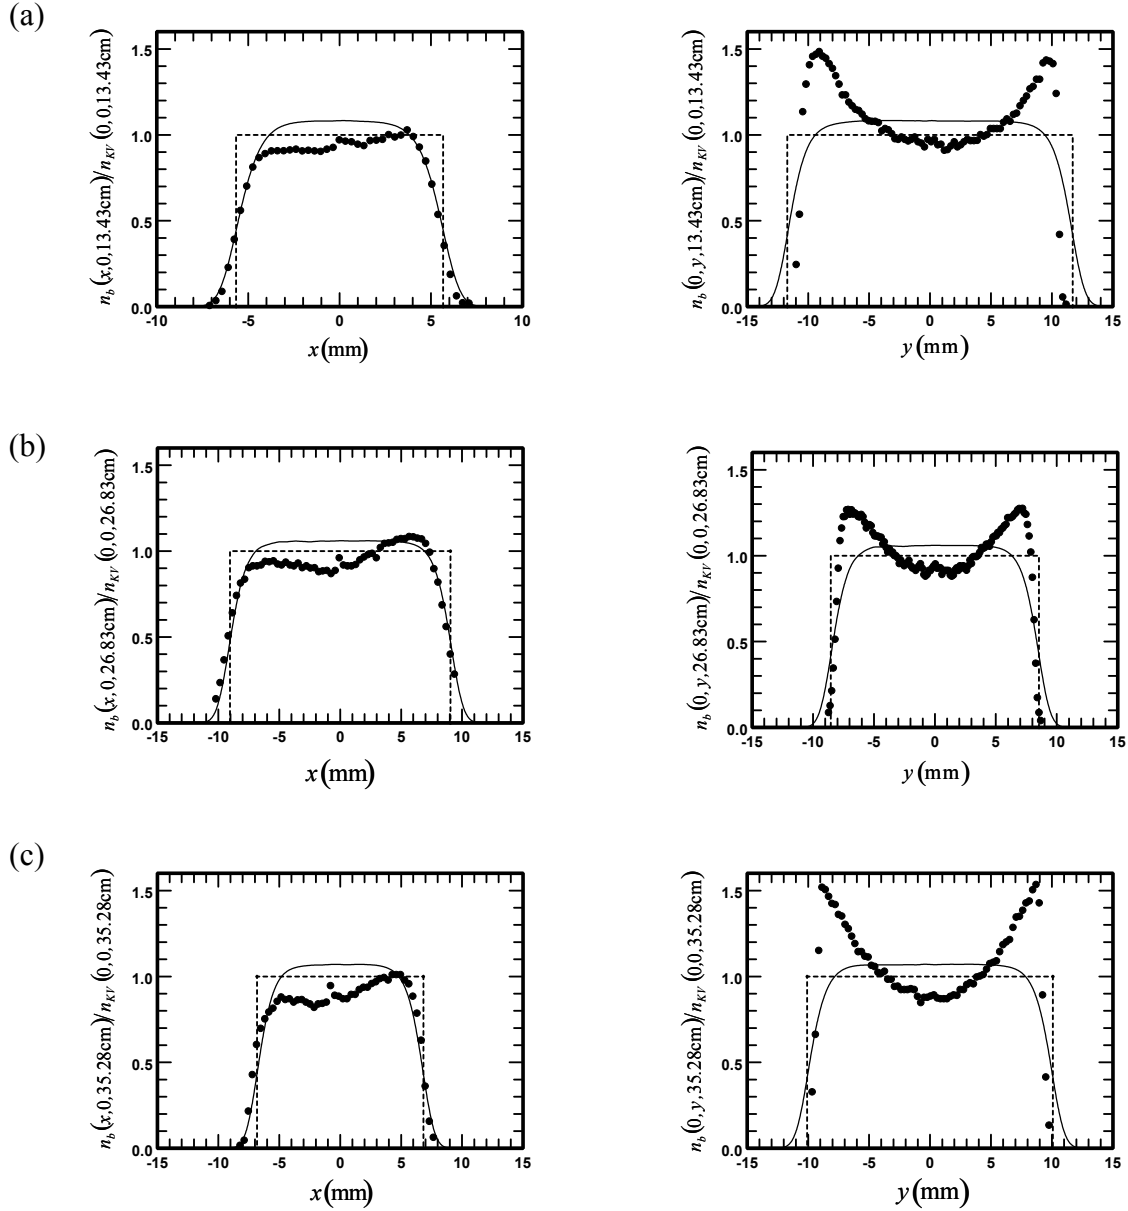 (a)
n_b(x,0,13.43cm)/n_KV(0,0,13.43cm)
1.5
1.0
0.5
0.0
-10 -5 0 5 10
x(mm)
n_b(0,y,13.43cm)/n_KV(0,0,13.43cm)
1.5
1.0
0.5
0.0
-15 -10 -5 0 5 10 15
y(mm)
(b)
n_b(x,0,26.83cm)/n_KV(0,0,26.83cm)
1.5
1.0
0.5
0.0
-15 -10 -5 0 5 10 15
x(mm)
n_b(0,y,26.83cm)/n_KV(0,0,26.83cm)
1.5
1.0
0.5
0.0
-15 -10 -5 0 5 10 15
y(mm)
(c)
n_b(x,0,35.28cm)/n_KV(0,0,35.28cm)
1.5
1.0
0.5
0.0
-15 -10 -5 0 5 10 15
x(mm)
n_b(0,y,35.28cm)/n_KV(0,0,35.28cm)
1.5
1.0
0.5
0.0
-15 -10 -5 0 5 10 15
y(mm)